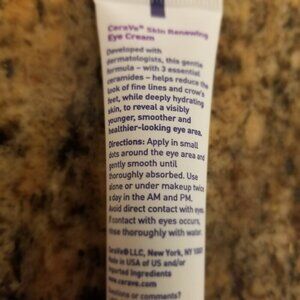 CeraVe® Skin Renewing
Eye Cream
Developed with
dermatologists, this gentle
formula – with 3 essential
ceramides – helps reduce the
look of fine lines and crow's
feet, while deeply hydrating
skin, to reveal a visibly
younger, smoother and
healthier-looking eye area.
Directions: Apply in small
dots around the eye area and
gently smooth until
thoroughly absorbed. Use
alone or under makeup twice
a day in the AM and PM.
Avoid direct contact with eyes.
If contact with eyes occurs,
rinse thoroughly with water.
CeraVe® LLC, New York, NY
Made in USA of US and/or
imported ingredients
www.cerave.com
Questions or comments?